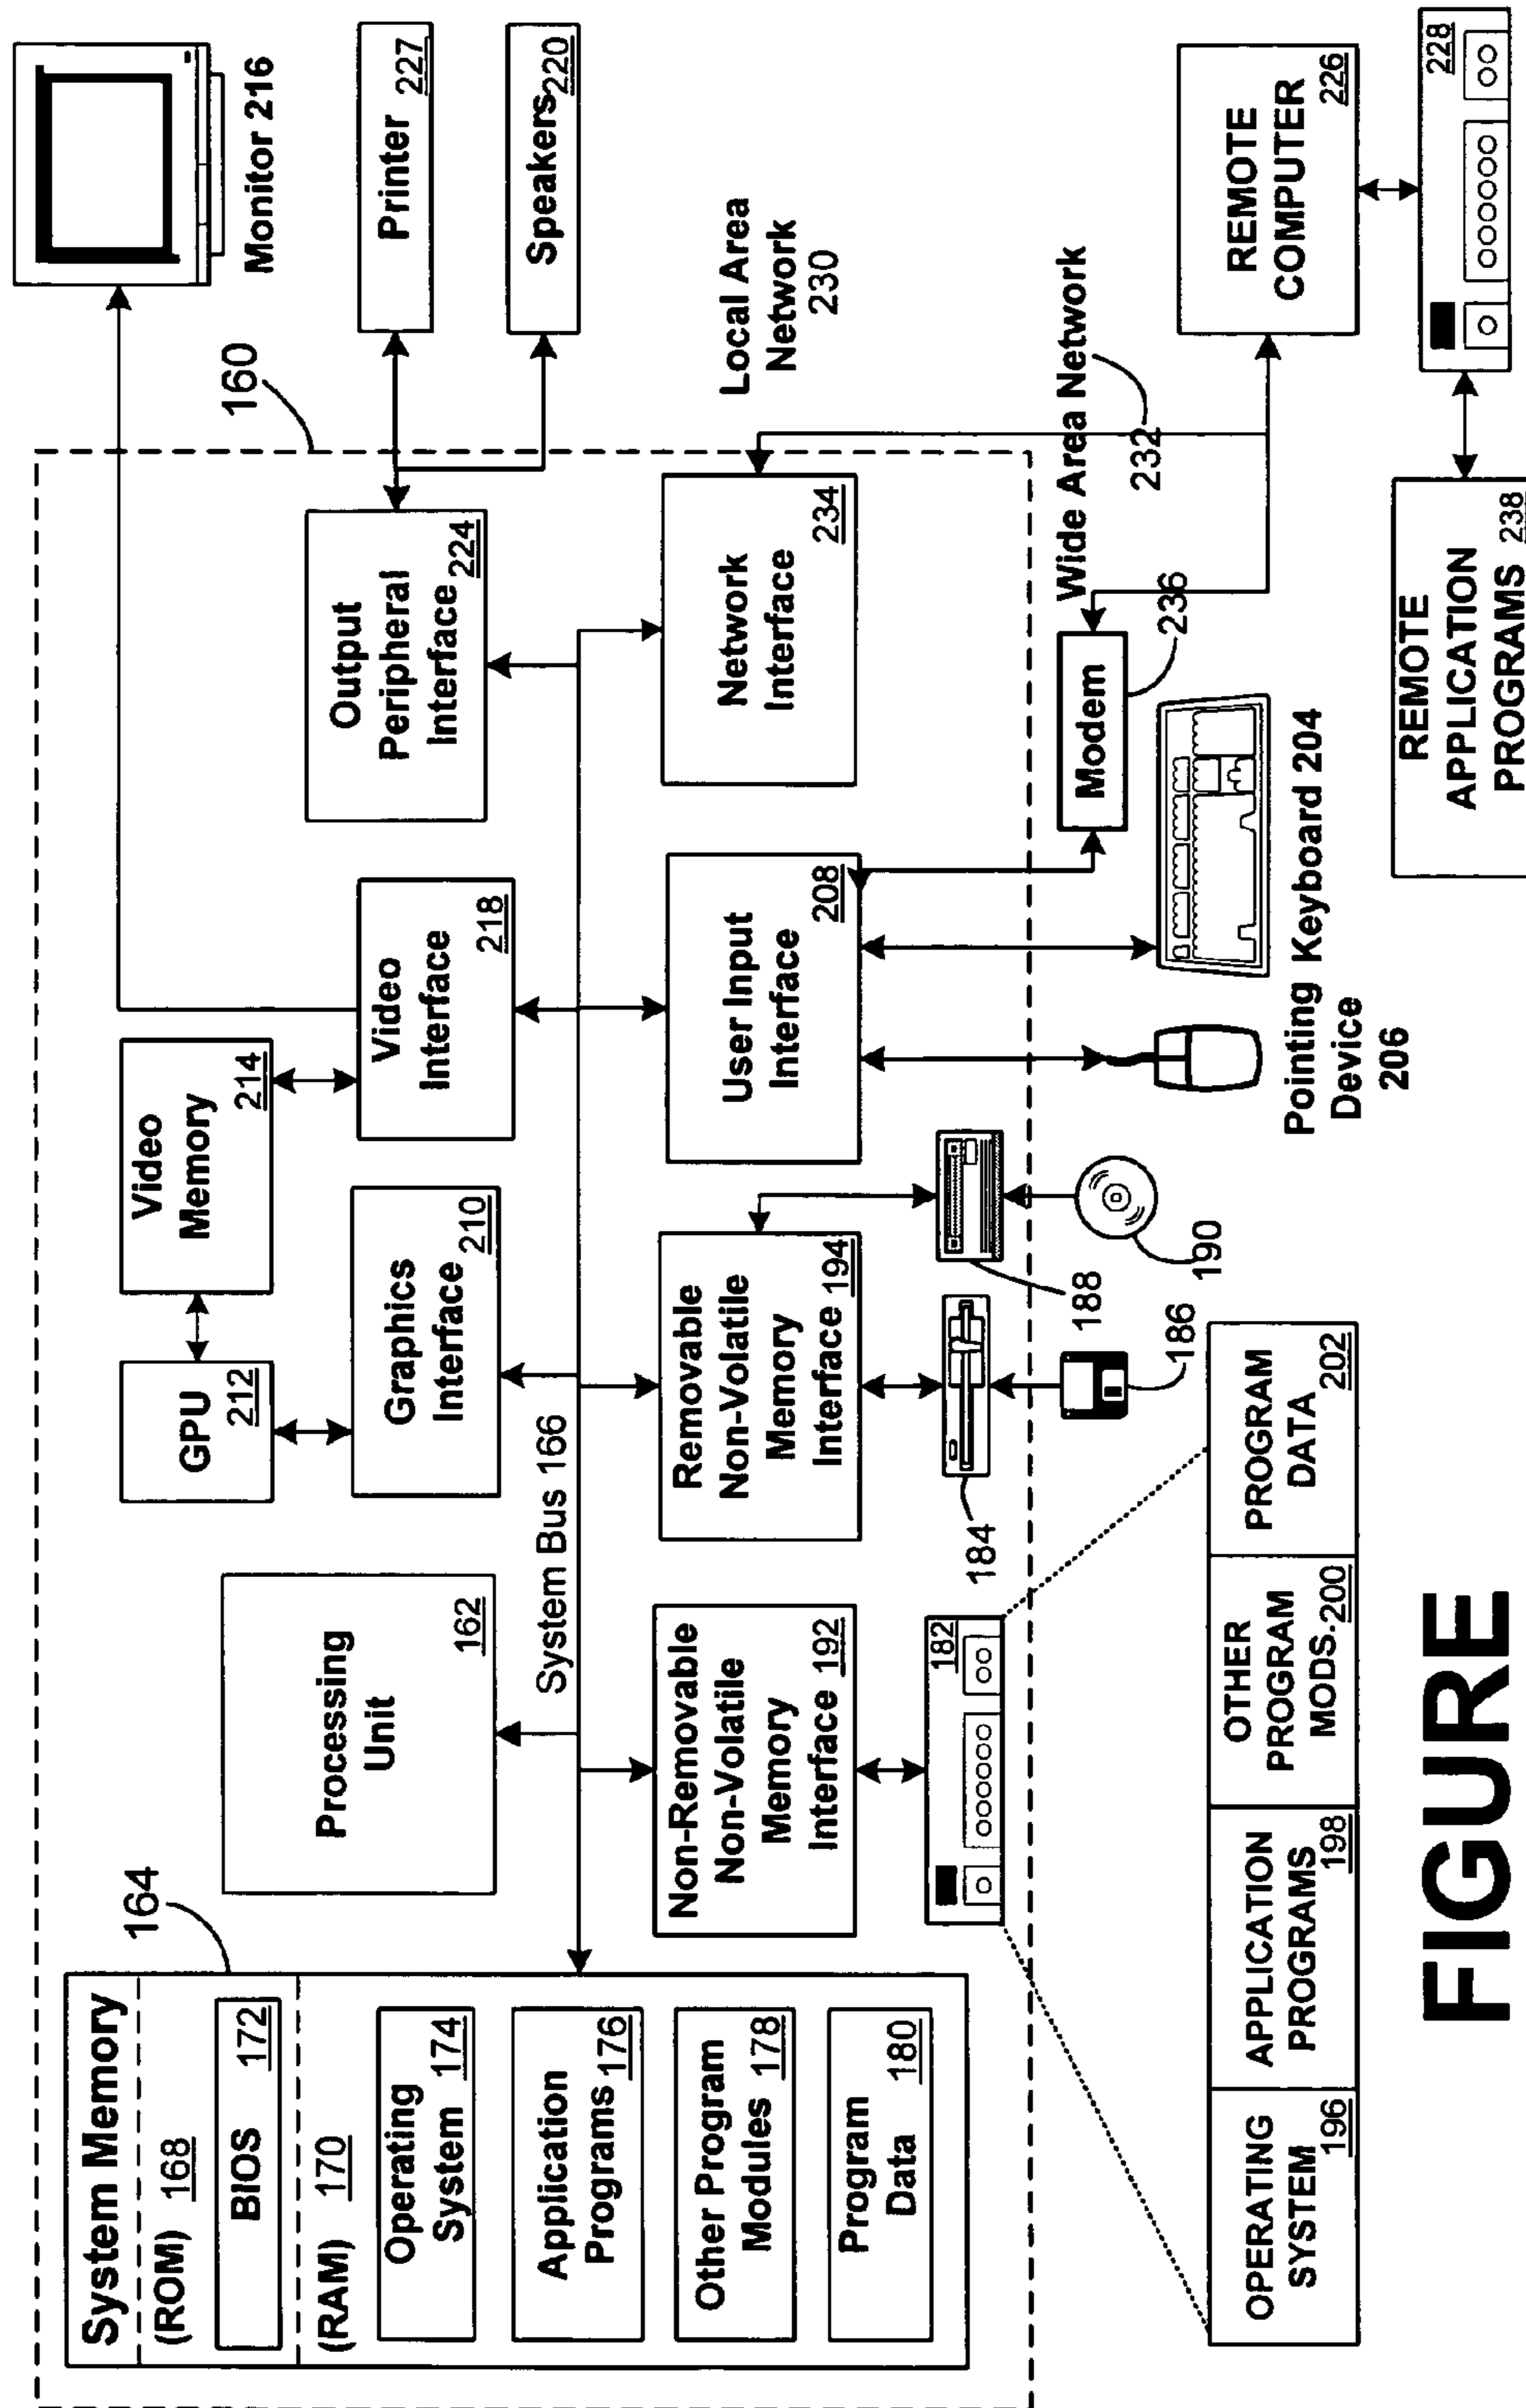 System Memory
(ROM) 168
BIOS 172
(RAM) 170
Operating
System 174
Application
Programs 176
Other Program
Modules 178
Program
Data 180
164
Processing
Unit
162
System Bus 166
GPU
212
Video
Memory
214
Graphics
Interface
210
Video
Interface
218
Output
Peripheral
Interface 224
160
Monitor 216
Printer
227
Speakers 220
Non-Removable
Non-Volatile
Memory
Interface 192
Removable
Non-Volatile
Memory
Interface 194
User Input
Interface
208
Network
Interface
234
Local Area
Network
230
182
184
188
186
190
Modem
236
Wide Area Network
232
Pointing
Device
206
Keyboard 204
REMOTE
COMPUTER
226
228
REMOTE
APPLICATION
PROGRAMS 238
OPERATING
SYSTEM
196
APPLICATION
PROGRAMS
198
OTHER
PROGRAM
MODS. 200
PROGRAM
DATA
202
FIGURE